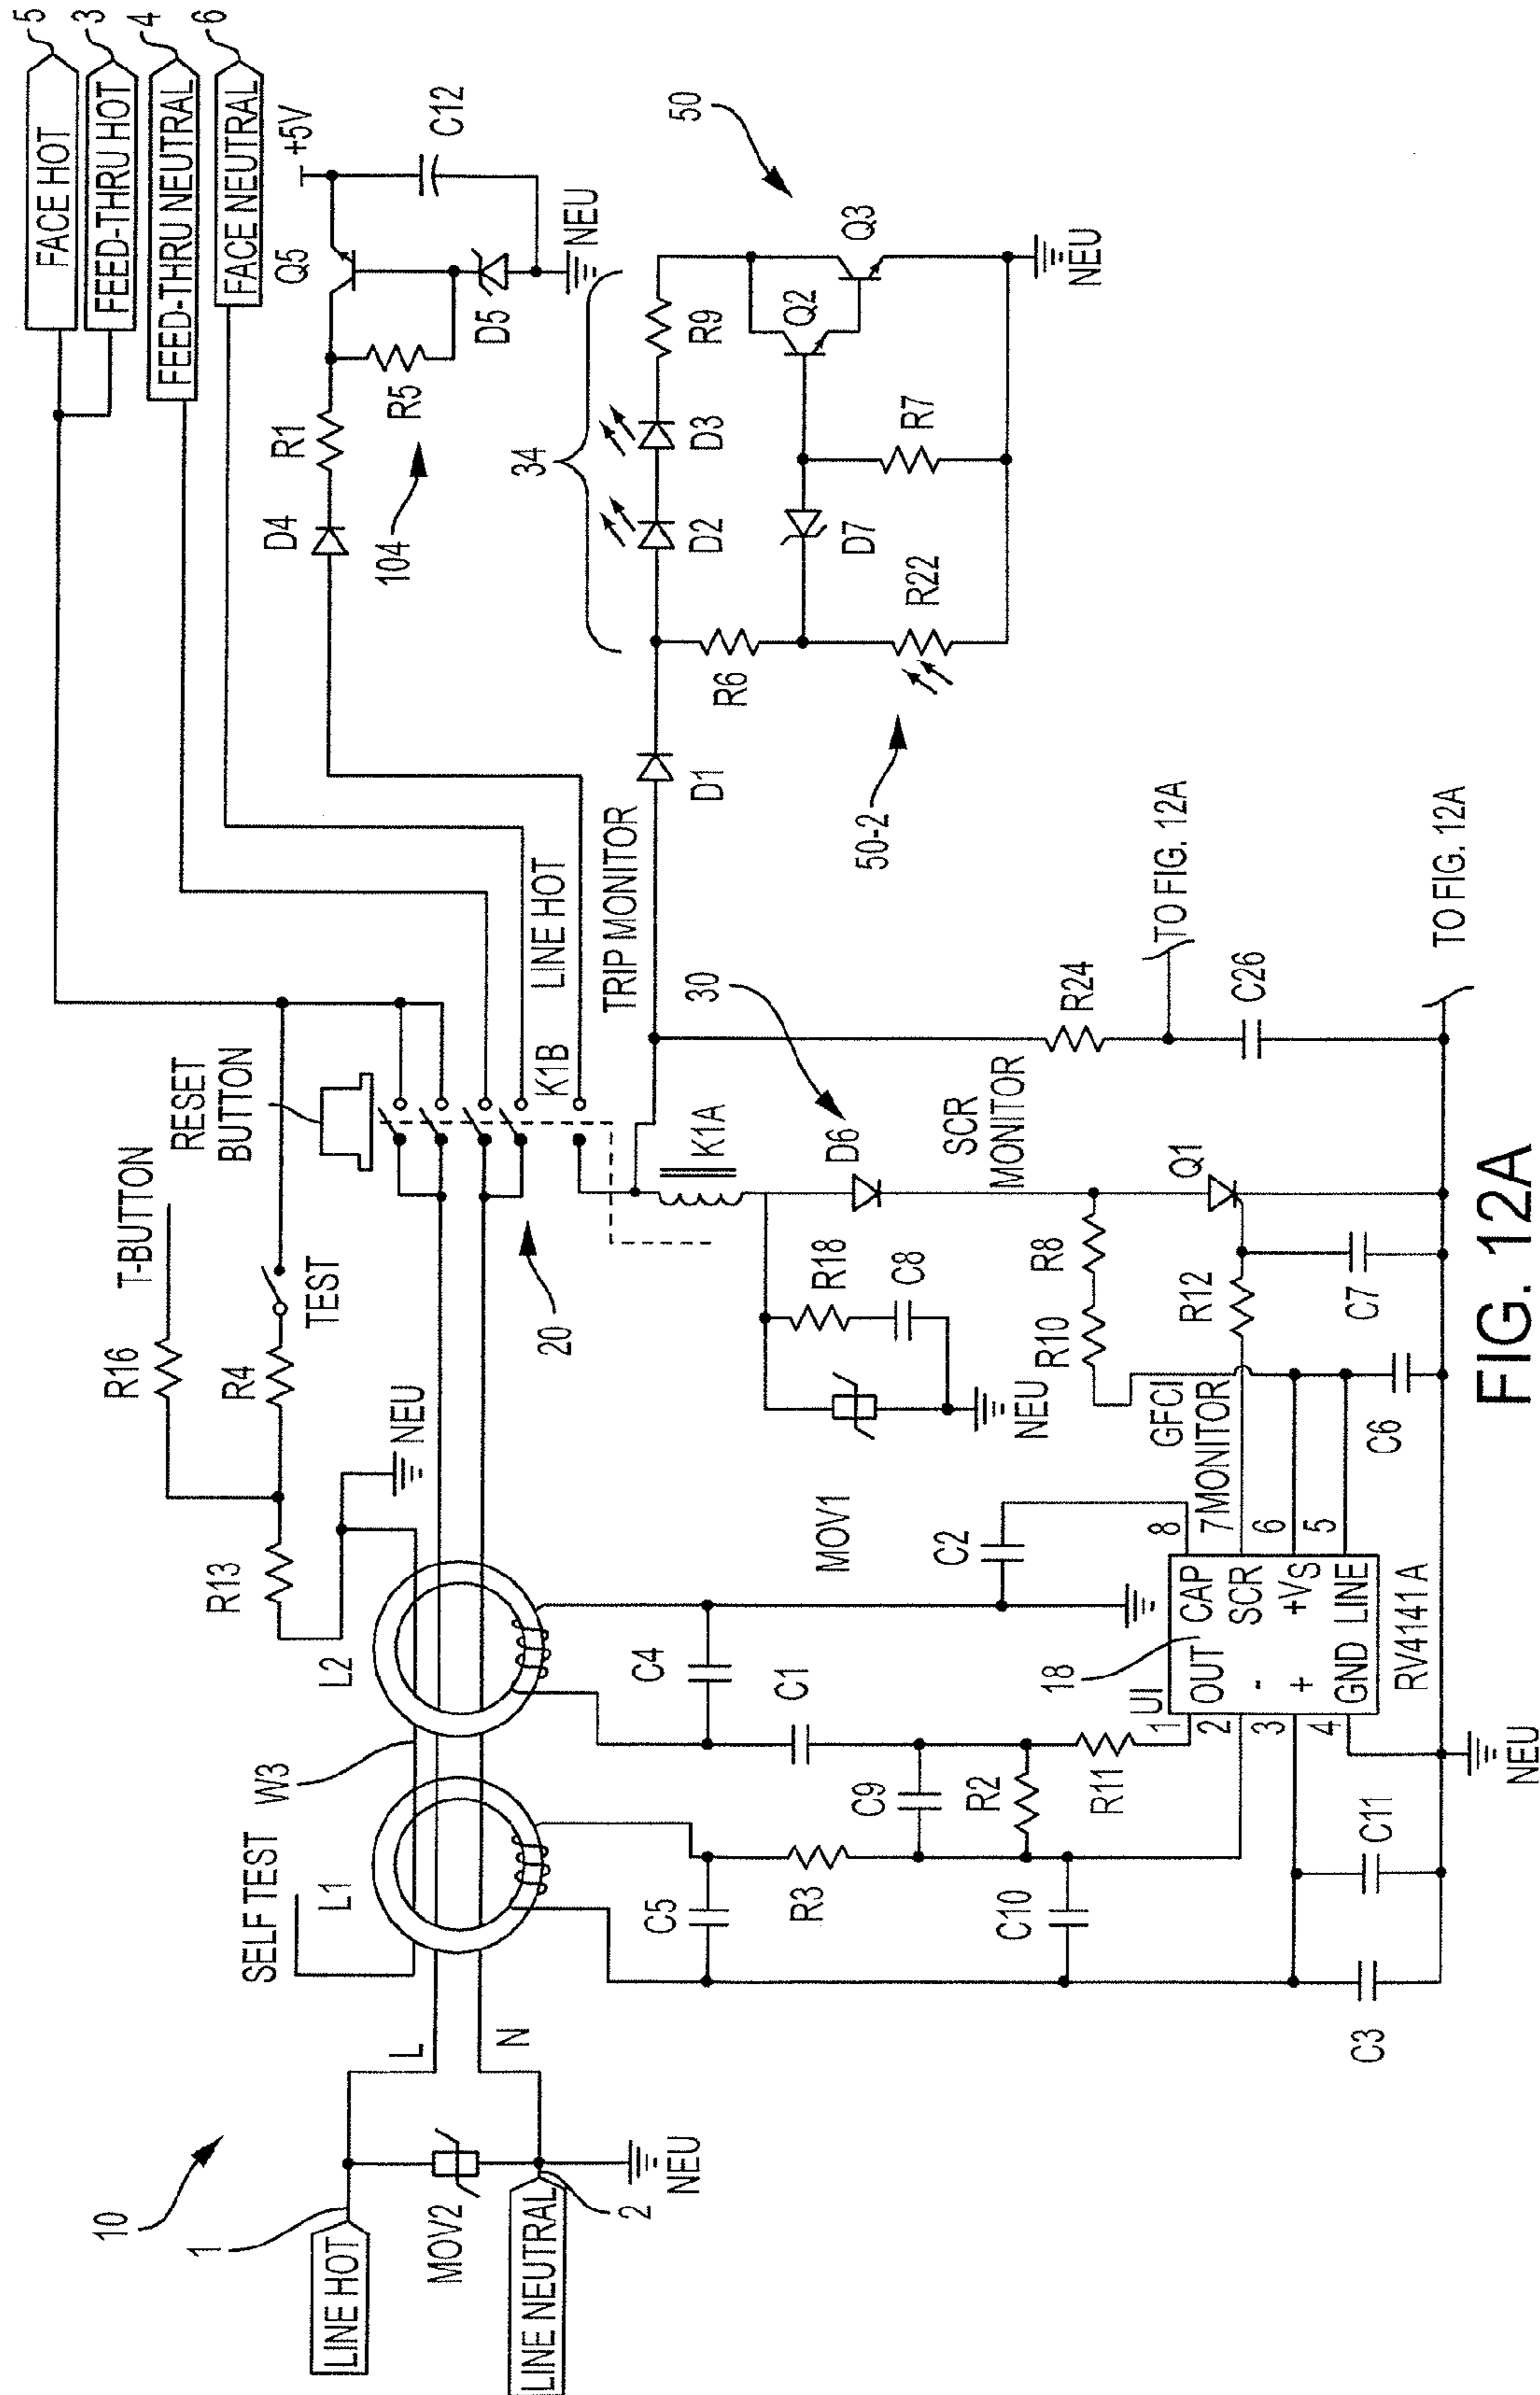 5
3
4
6
FACE HOT
FEED-THRU HOT
FEED-THRU NEUTRAL
FACE NEUTRAL
+5V
C12
Q5
D5
NEU
R5
R1
D4
104
34
50
Q3
Q2
R9
D3
D2
R7
D7
R22
R6
50-2
D1
NEU
TRIP MONITOR
LINE HOT
K1B
RESET
BUTTON
T-BUTTON
R16
R4
TEST
R13
NEU
20
K1A
30
D6
SCR
MONITOR
Q1
R24
C26
TO FIG. 12A
TO FIG. 12A
R18
C8
NEU
MOV1
R8
R10
R12
C7
C6
GFCI
MONITOR
C2
8
7
6
5
CAP
SCR
+VS
LINE
OUT
-
+
GND
RV4141A
18
UI
1
2
3
4
L2
W3
L1
SELF TEST
C4
C1
C9
R2
R11
C5
R3
C10
C11
C3
NEU
L
N
10
1
LINE HOT
MOV2
LINE NEUTRAL
2
NEU
FIG. 12A